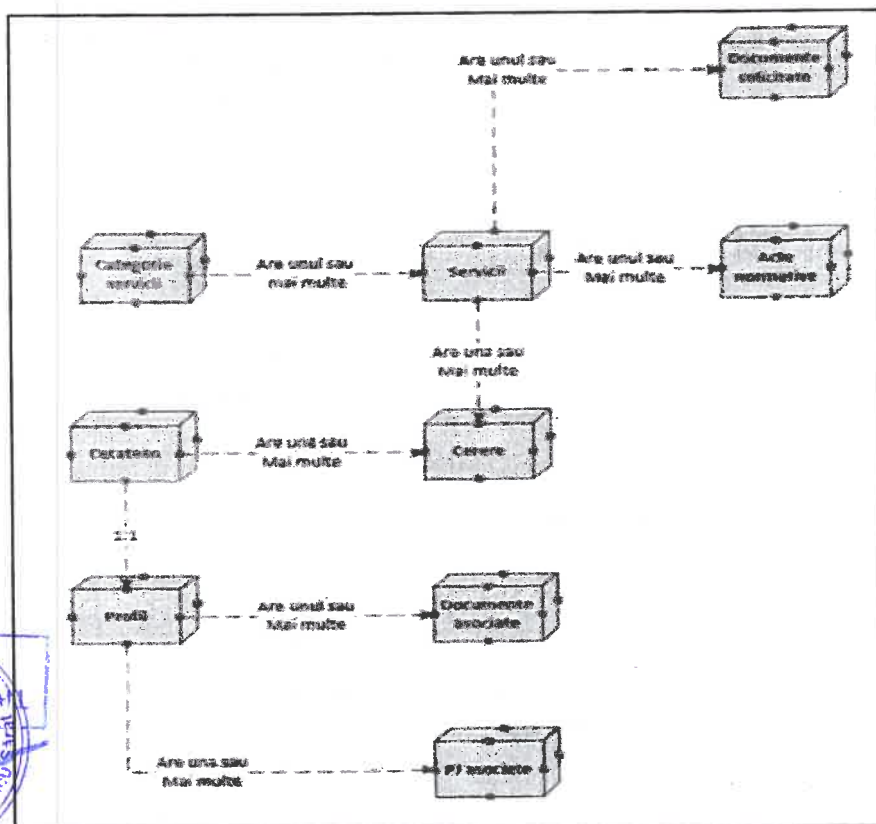 Are unul sau
Mai multe
Documente
solicitate
Categorie
servicii
Are unul sau
mai multe
Servicii
Are unul sau
Mai multe
Acte
normative
Are una sau
Mai multe
Cetatean
Are una sau
Mai multe
Cerere
1:1
Profil
Are unul sau
Mai multe
Documente
asociate
Are una sau
Mai multe
PJ asociate